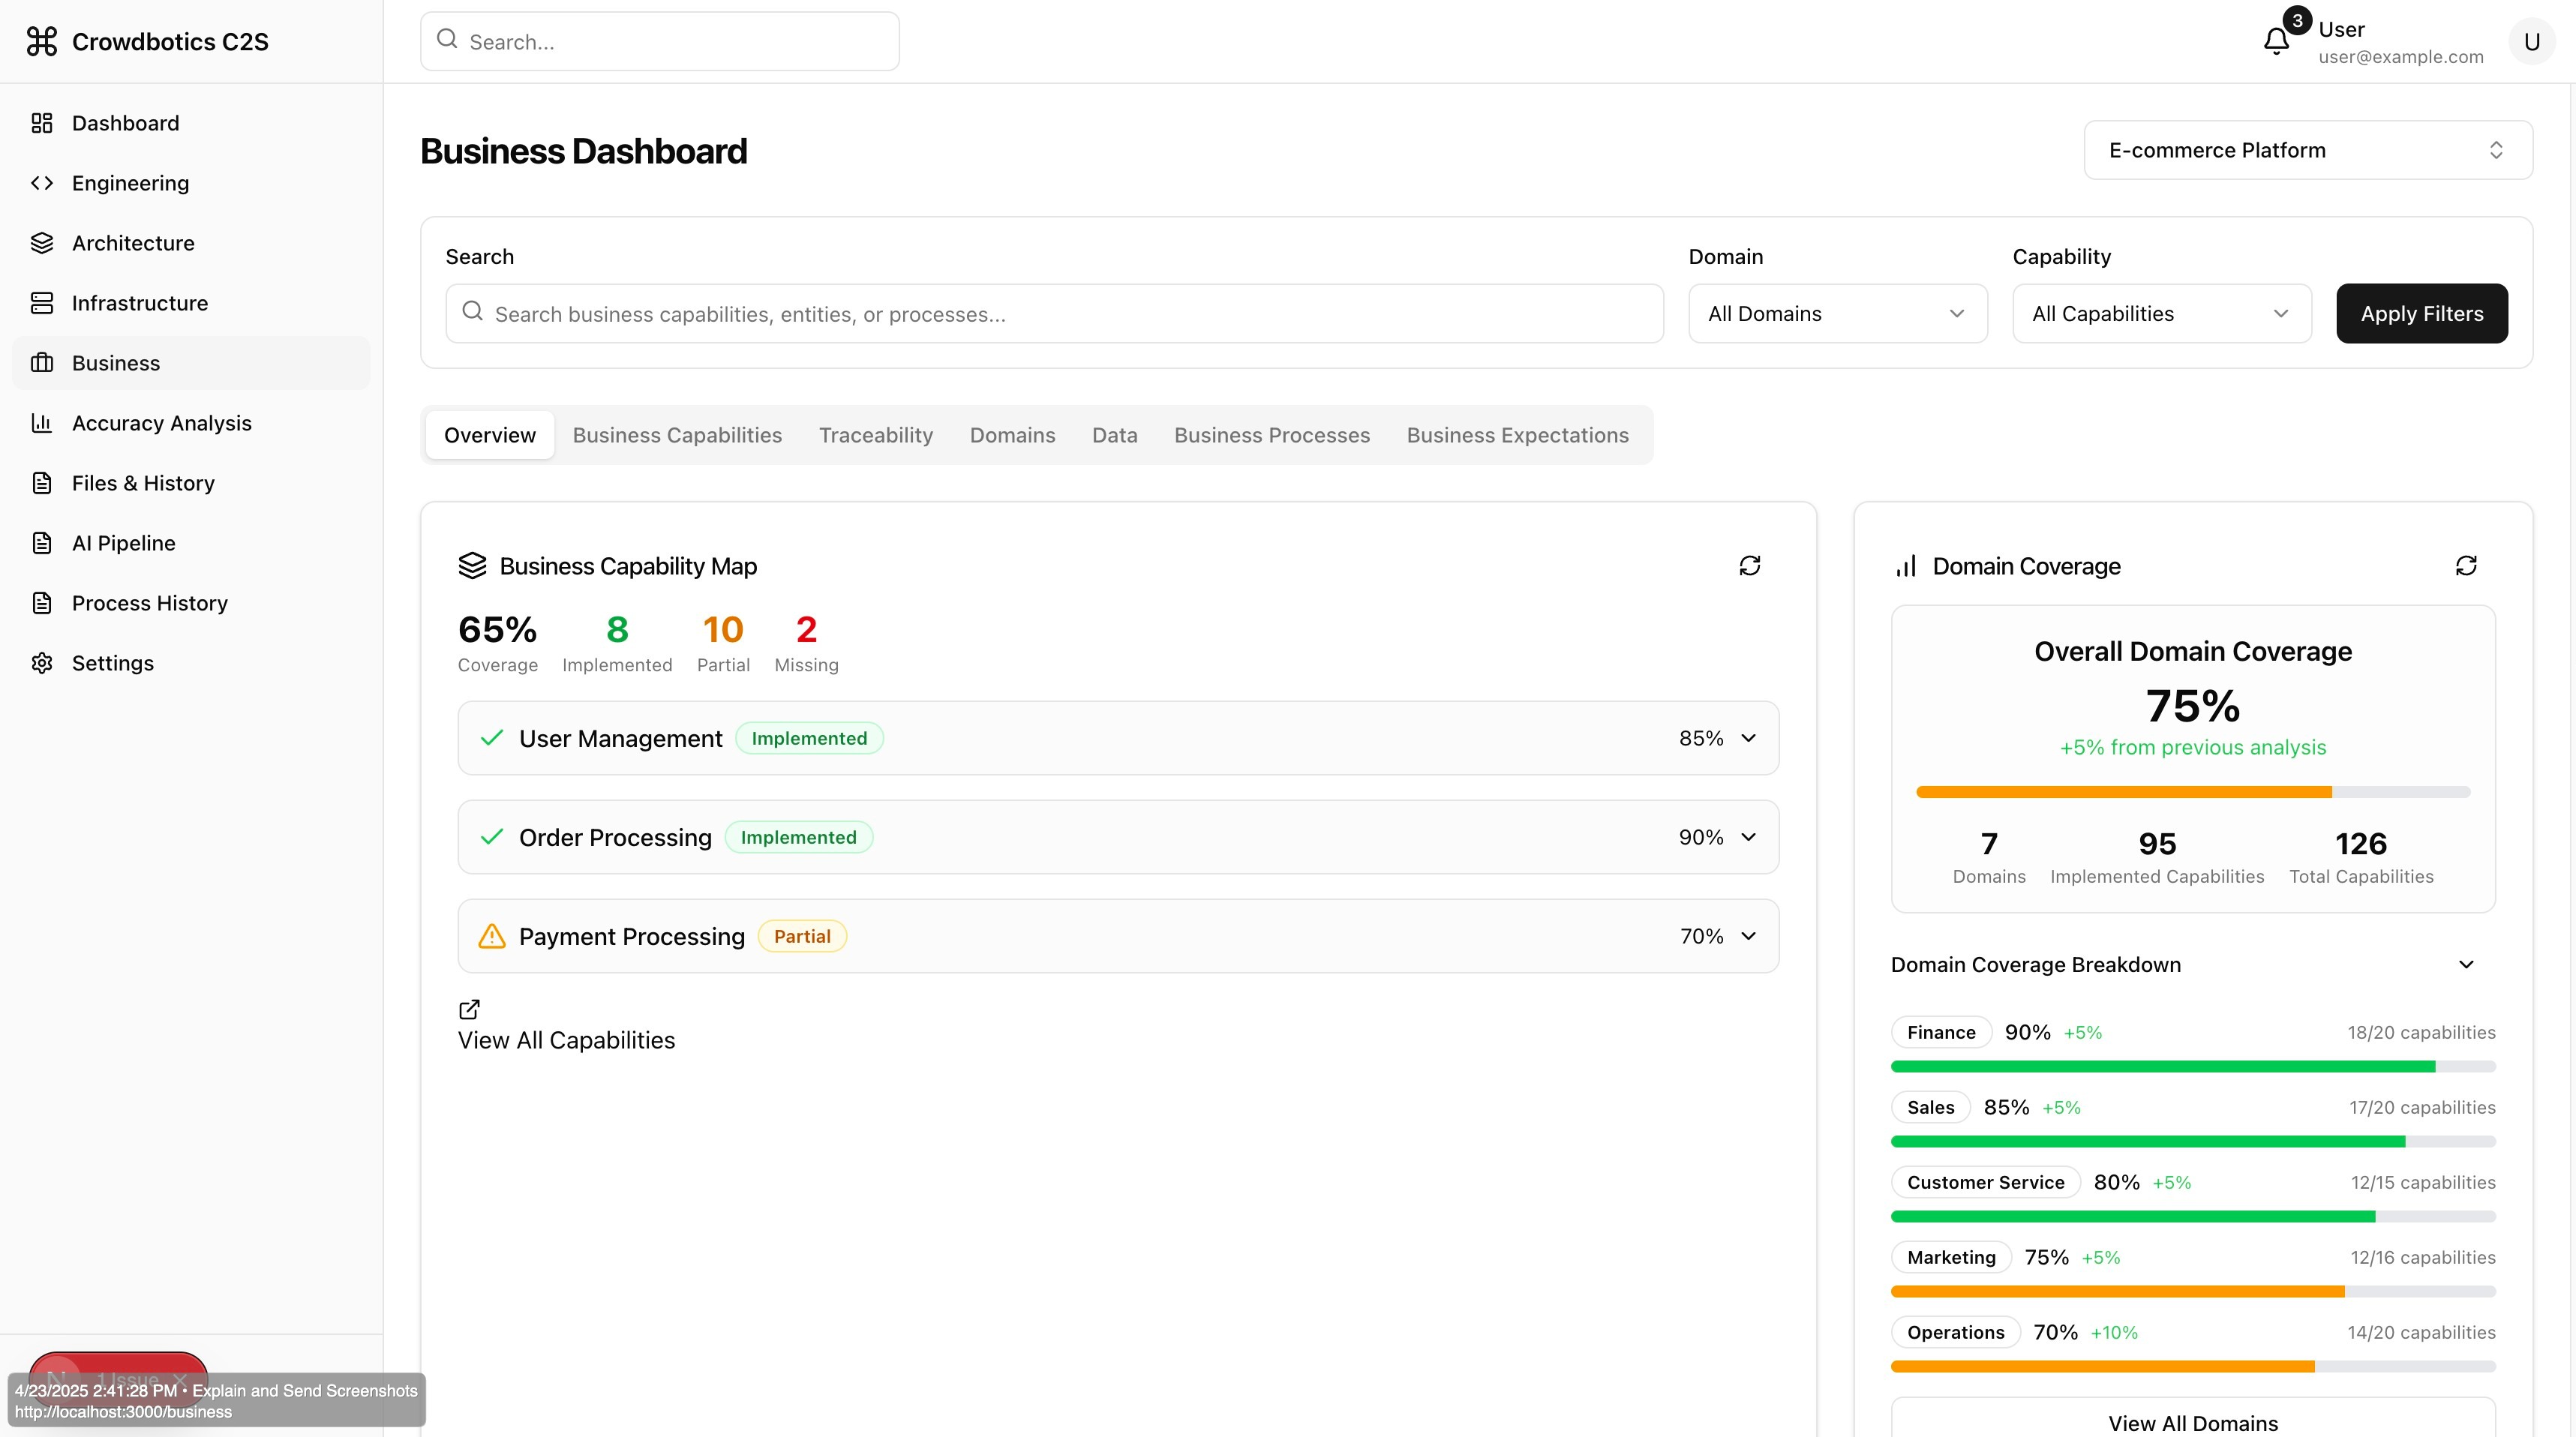 Crowdbotics C2S
Search...
3
User
user@example.com
U
Dashboard
Engineering
Architecture
Infrastructure
Business
Accuracy Analysis
Files & History
AI Pipeline
Process History
Settings
Business Dashboard
E-commerce Platform
Search
Domain
Capability
Search business capabilities, entities, or processes...
All Domains
All Capabilities
Apply Filters
Overview
Business Capabilities
Traceability
Domains
Data
Business Processes
Business Expectations
Business Capability Map
65%
Coverage
8
Implemented
10
Partial
2
Missing
User Management
Implemented
85%
Order Processing
Implemented
90%
Payment Processing
Partial
70%
View All Capabilities
Domain Coverage
Overall Domain Coverage
75%
+5% from previous analysis
7
Domains
95
Implemented Capabilities
126
Total Capabilities
Domain Coverage Breakdown
Finance 90% +5% 18/20 capabilities
Sales 85% +5% 17/20 capabilities
Customer Service 80% +5% 12/15 capabilities
Marketing 75% +5% 12/16 capabilities
Operations 70% +10% 14/20 capabilities
View All Domains
N 1 Issue
4/23/2025 2:41:28 PM • Explain and Send Screenshots
http://localhost:3000/business